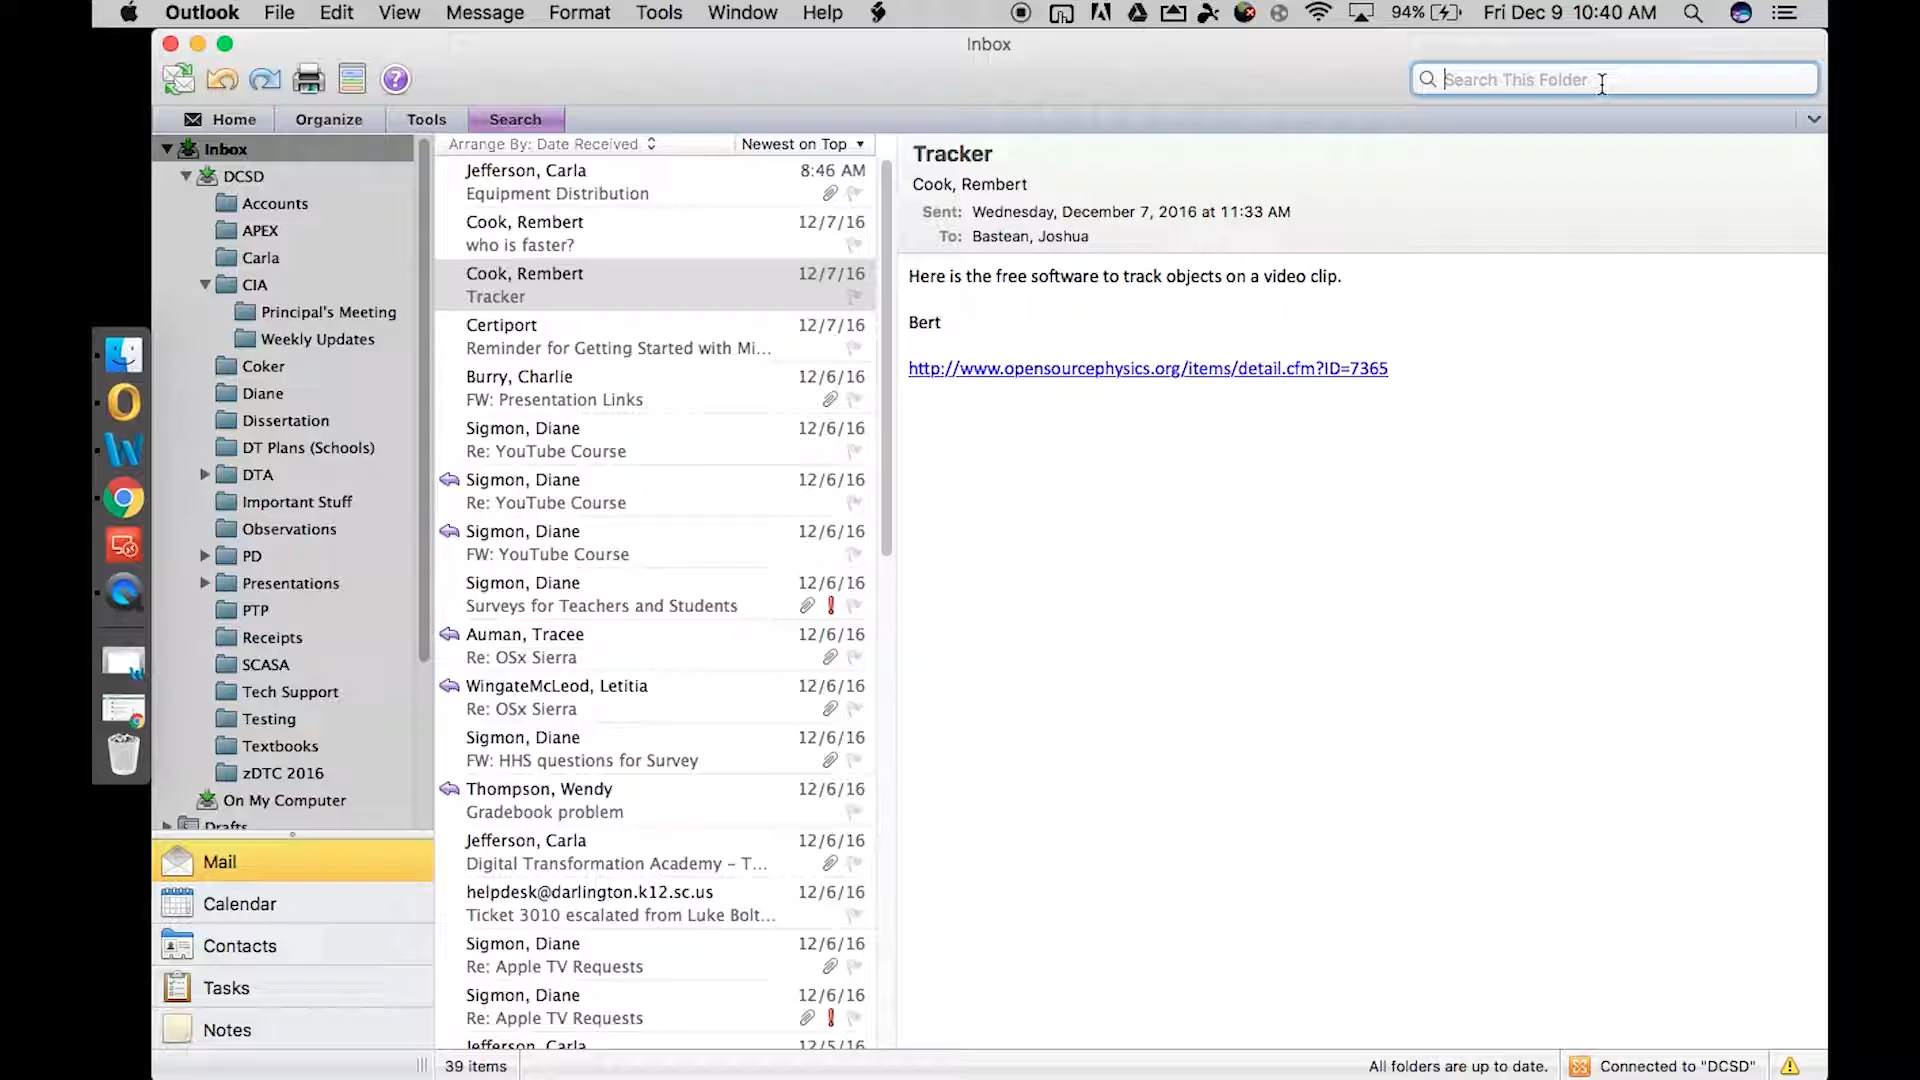 Outlook File Edit View Message Format Tools Window Help 94% Fri Dec 9 10:40 AM
Inbox
Search This Folder
Home Organize Tools Search
Inbox
DCSD
Accounts
APEX
Carla
CIA
Principal's Meeting
Weekly Updates
Coker
Diane
Dissertation
DT Plans (Schools)
DTA
Important Stuff
Observations
PD
Presentations
PTP
Receipts
SCASA
Tech Support
Testing
Textbooks
zDTC 2016
On My Computer
Drafts
Mail
Calendar
Contacts
Tasks
Notes
Arrange By: Date Received Newest on Top
Jefferson, Carla 8:46 AM
Equipment Distribution
Cook, Rembert 12/7/16
who is faster?
Cook, Rembert 12/7/16
Tracker
Certiport 12/7/16
Reminder for Getting Started with Mi...
Burry, Charlie 12/6/16
FW: Presentation Links
Sigmon, Diane 12/6/16
Re: YouTube Course
Sigmon, Diane 12/6/16
Re: YouTube Course
Sigmon, Diane 12/6/16
FW: YouTube Course
Sigmon, Diane 12/6/16
Surveys for Teachers and Students
Auman, Tracee 12/6/16
Re: OSx Sierra
WingateMcLeod, Letitia 12/6/16
Re: OSx Sierra
Sigmon, Diane 12/6/16
FW: HHS questions for Survey
Thompson, Wendy 12/6/16
Gradebook problem
Jefferson, Carla 12/6/16
Digital Transformation Academy – T...
helpdesk@darlington.k12.sc.us 12/6/16
Ticket 3010 escalated from Luke Bolt...
Sigmon, Diane 12/6/16
Re: Apple TV Requests
Sigmon, Diane 12/6/16
Re: Apple TV Requests
Jefferson, Carla 12/5/16
Tracker
Cook, Rembert
Sent: Wednesday, December 7, 2016 at 11:33 AM
To: Bastean, Joshua
Here is the free software to track objects on a video clip.
Bert
http://www.opensourcephysics.org/items/detail.cfm?ID=7365
39 items All folders are up to date. Connected to "DCSD"